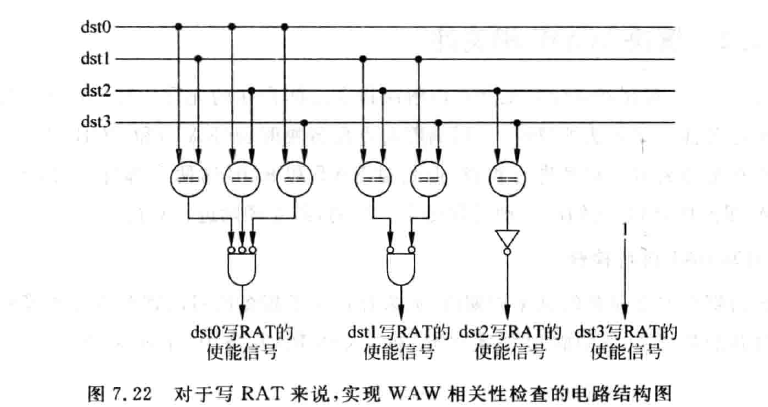 dst0
dst1
dst2
dst3
== == == == == ==
1
dst0写RAT的 dst1写RAT的 dst2写RAT的 dst3写RAT的
使能信号 使能信号 使能信号 使能信号
图 7.22 对于写 RAT 来说,实现 WAW 相关性检查的电路结构图